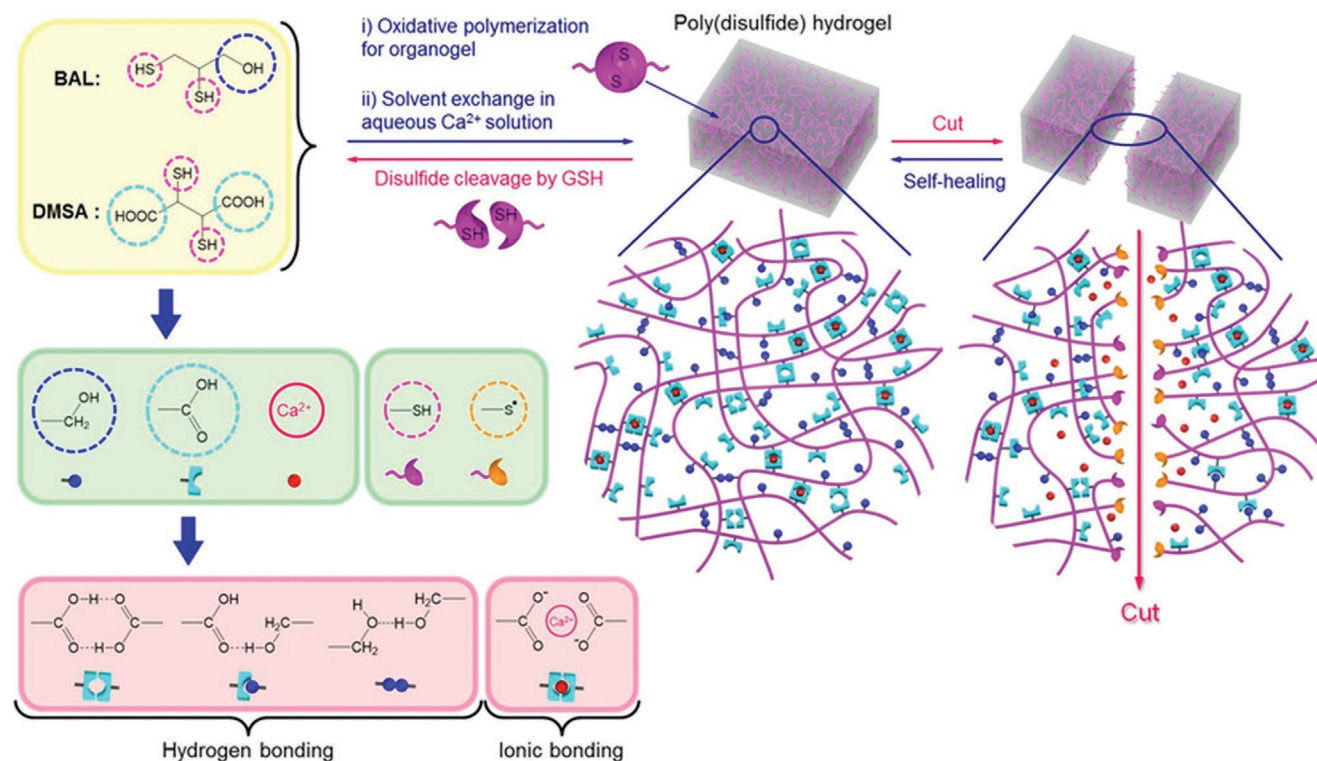 BAL:
HS
SH
OH
DMSA :
SH
HOOC
COOH
SH
i) Oxidative polymerization
for organogel
ii) Solvent exchange in
aqueous Ca²⁺ solution
Disulfide cleavage by GSH
SH
SH
S
S
Poly(disulfide) hydrogel
Cut
Self-healing
OH
CH₂
OH
C
O
Ca²⁺
SH
S•
O-H---O
C
C
O---H-O
OH
C
H₂C
O---H-O
H₂C
H
O---H-O
CH₂
O⁻
O
C
Ca²⁺
C
O
⁻O
Hydrogen bonding
Ionic bonding
Cut